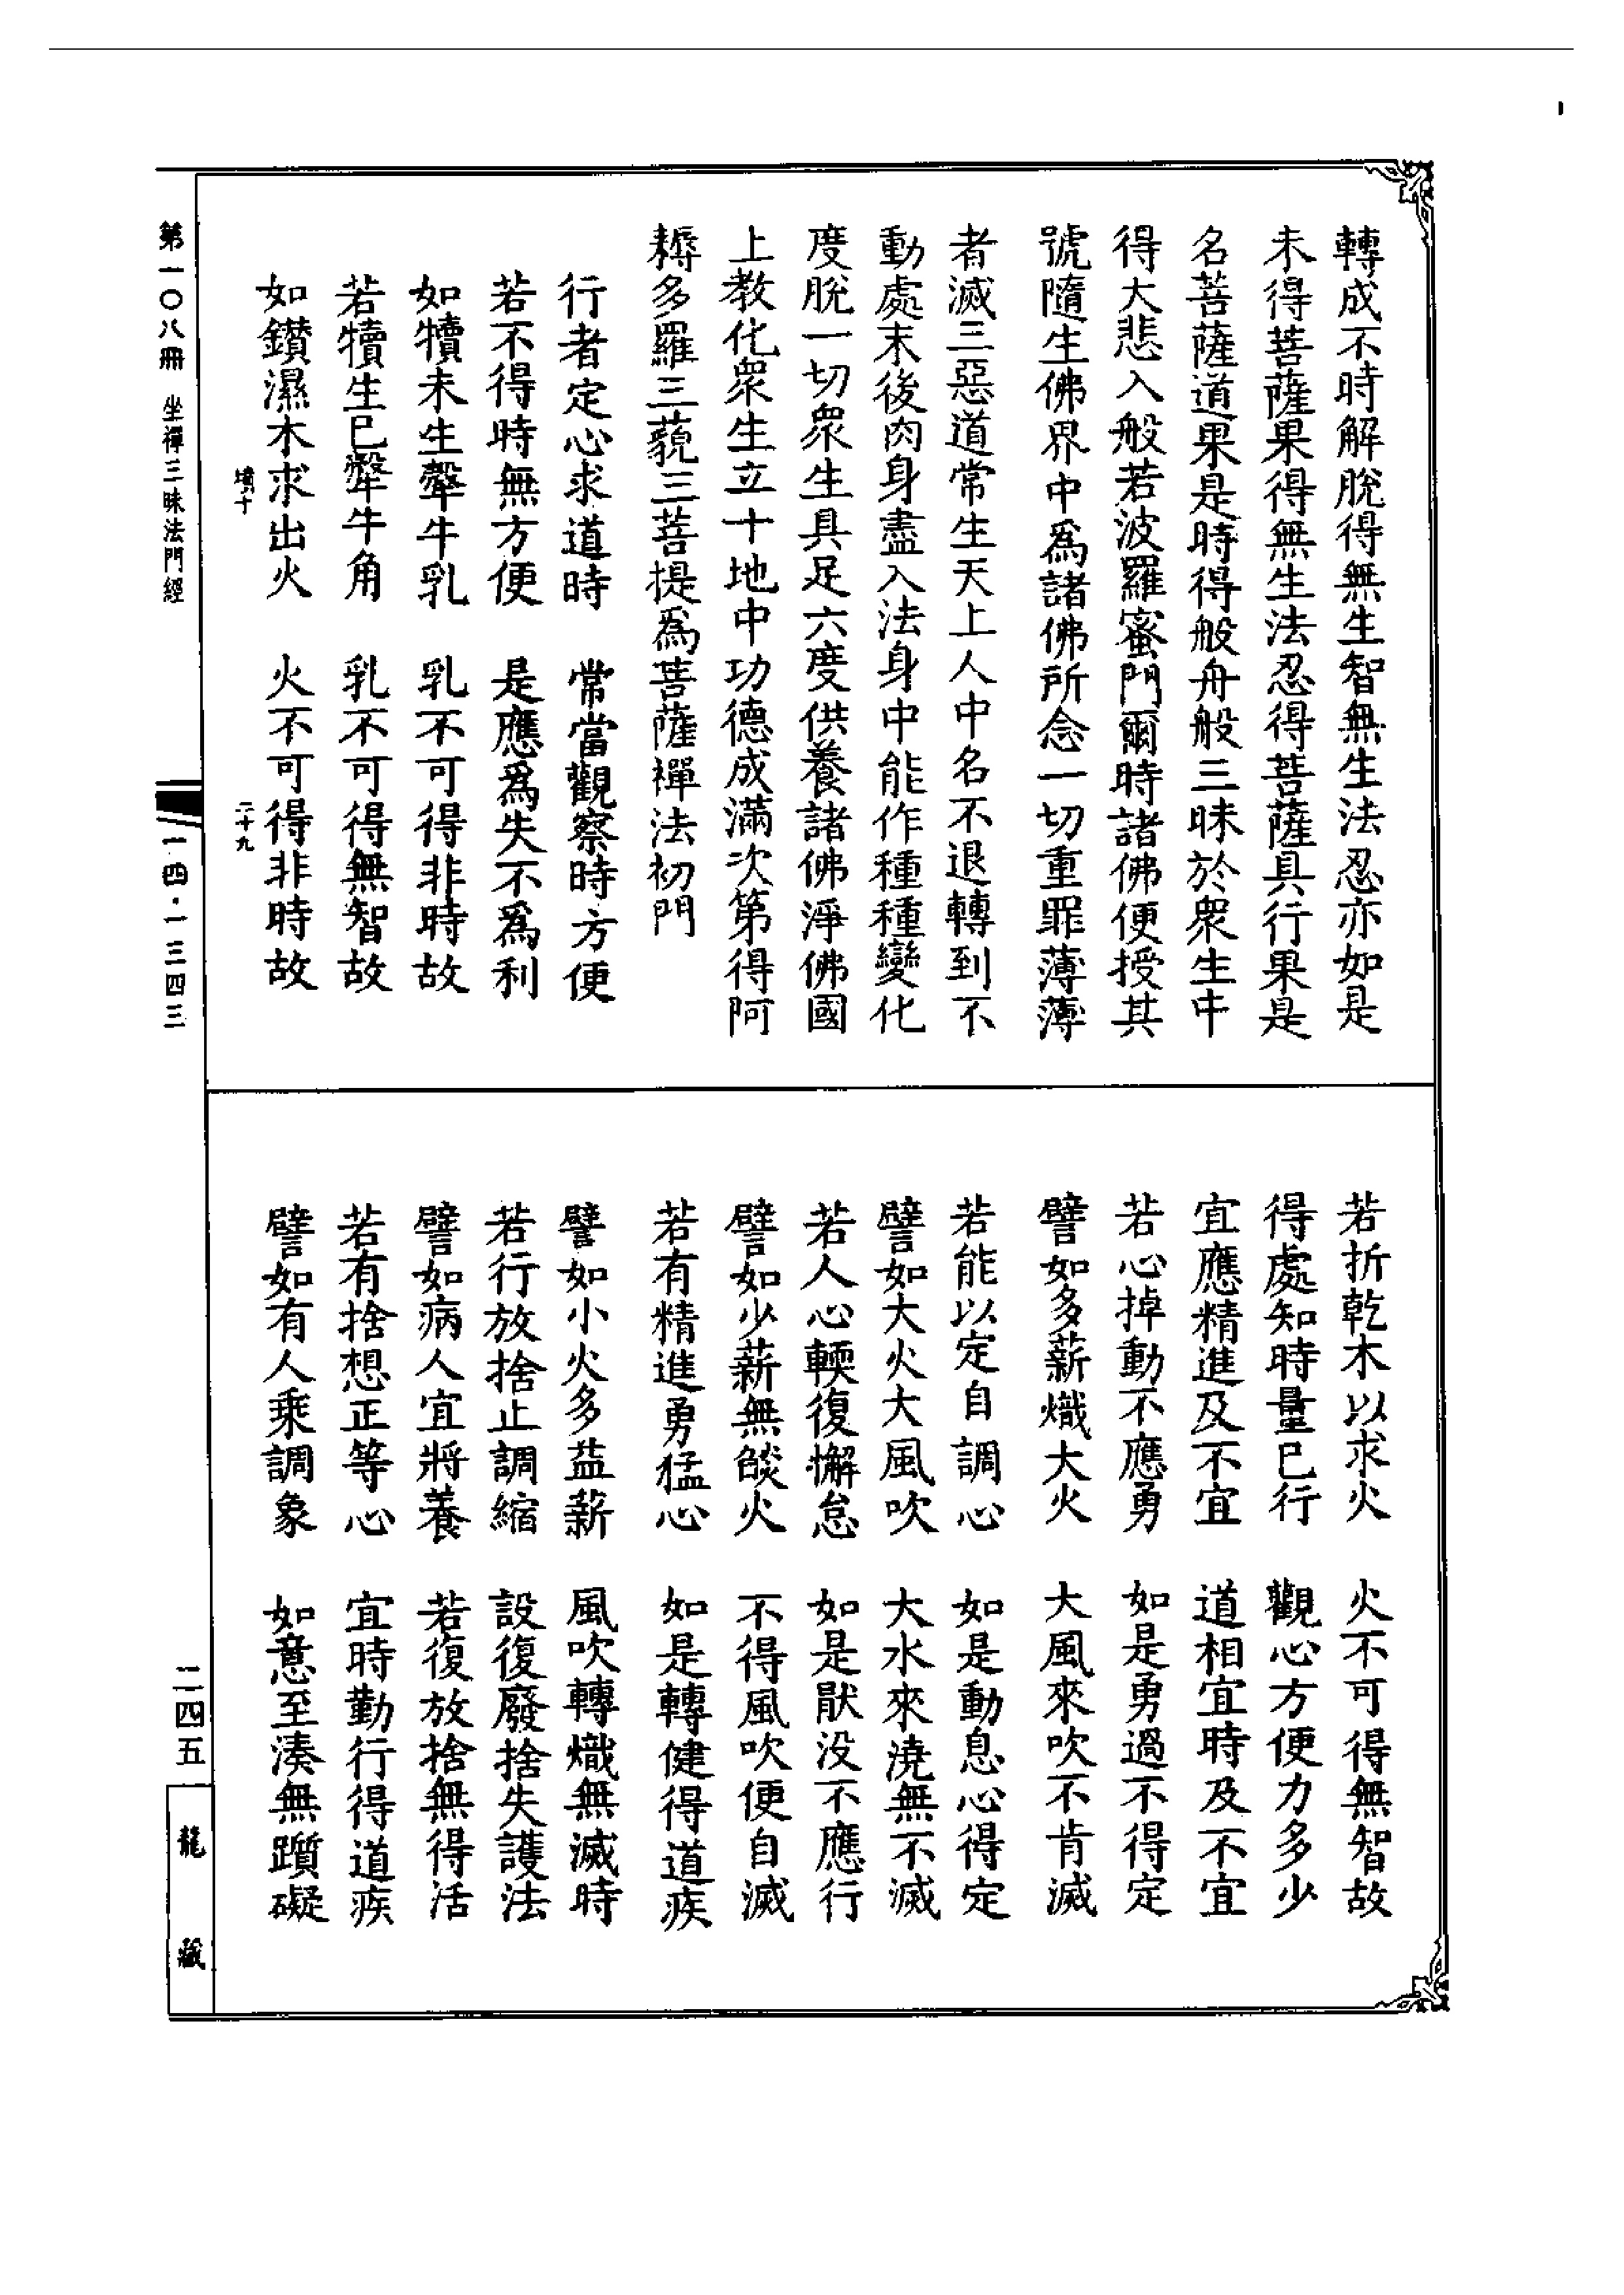 轉成不時解脫得無生智無生法忍亦如是
未得菩薩果得無生法忍得菩薩具行果是
名菩薩道果是時得般舟般三昧於衆生中
得大悲入般若波羅蜜門爾時諸佛便授其
號隨生佛界中爲諸佛所念一切重罪薄薄
者滅三惡道常生天上人中名不退轉到不
動處末後肉身盡入法身中能作種種變化
度脫一切衆生具足六度供養諸佛淨佛國
上教化衆生立十地中功德成滿次第得阿
耨多羅三藐三菩提爲菩薩禪法初門
行者定心求道時　常當觀察時方便
若不得時無方便　是應爲失不爲利
如犢未生𤛓牛乳　乳不可得非時故
若犢生已𤛓牛角　乳不可得無智故
如鑚濕木求出火　火不可得非時故
若折乾木以求火　火不可得無智故
得處知時量已行　觀心方便力多少
宜應精進及不宜　道相宜時及不宜
若心掉動不應勇　如是勇過不得定
譬如多薪熾大火　大風來吹不肯滅
若能以定自調心　如是動息心得定
譬如大火大風吹　大水來澆無不滅
若人心輭復懈怠　如是厭没不應行
譬如少薪無燄火　不得風吹便自滅
若有精進勇猛心　如是轉健得道疾
譬如小火多益薪　風吹轉熾無滅時
若行放捨止調縮　設復廢捨失護法
譬如病人宜將養　若復放捨無得活
若有捨想正等心　宜時勤行得道疾
譬如有人乘調象　如意至湊無躓礙
第一〇八冊　坐禪三昧法門經
墳十　二十九
一四·一三四三
二四五
龍藏